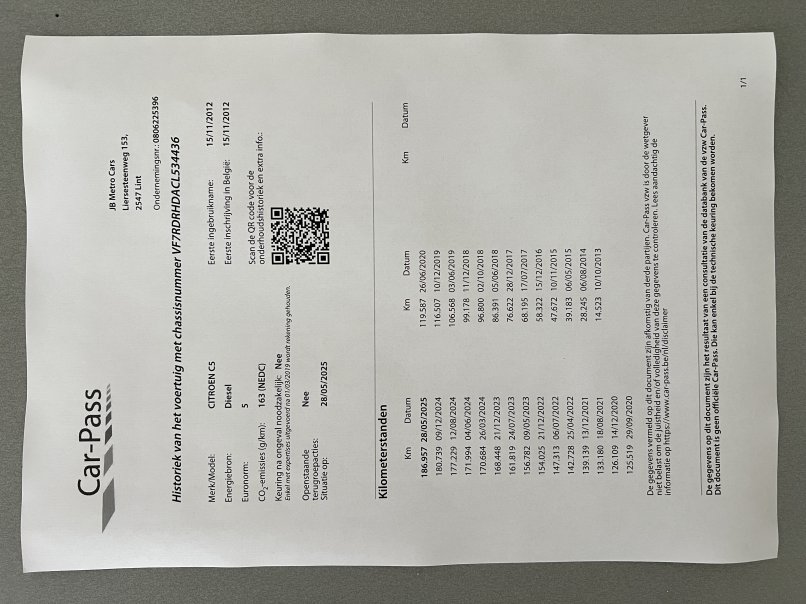 Car-Pass
JB Metro Cars
Liersesteenweg 153,
2547 Lint
Ondernemingsnr.: 0806225396
Historiek van het voertuig met chassisnummer VF7RDRHDACL534436
Merk/Model: CITROEN C5
Energiebron: Diesel
Euronorm: 5
CO2-emissies (g/km): 163 (NEDC)
Keuring na ongeval noodzakelijk: Nee
Enkel met expertises uitgevoerd na 01/03/2019 wordt rekening gehouden.
Openstaande Nee
terugroepacties:
Situatie op: 28/05/2025
Eerste ingebruikname: 15/11/2012
Eerste inschrijving in België: 15/11/2012
Scan de QR code voor de
onderhoudshistoriek en extra info.:
Kilometerstanden
Km Datum
186.957 28/05/2025
180.739 09/12/2024
177.229 12/08/2024
171.994 04/06/2024
170.684 26/03/2024
168.448 21/12/2023
161.819 24/07/2023
156.782 09/05/2023
154.025 21/12/2022
147.313 06/07/2022
142.728 25/04/2022
139.139 13/12/2021
133.180 18/08/2021
126.109 14/12/2020
125.519 29/09/2020
Km Datum
119.587 26/06/2020
116.507 10/12/2019
106.568 03/06/2019
99.178 11/12/2018
96.800 02/10/2018
86.391 05/06/2018
76.622 28/12/2017
68.195 17/07/2017
58.322 15/12/2016
47.672 10/11/2015
39.183 06/05/2015
28.245 06/08/2014
14.523 10/10/2013
Km Datum
De gegevens vermeld op dit document zijn afkomstig van derde partijen. Car-Pass vzw is door de wetgever
niet belast om de juistheid en/of volledigheid van deze gegevens te controleren. Lees aandachtig de
informatie op https://www.car-pass.be/nl/disclaimer
De gegevens op dit document zijn het resultaat van een consultatie van de databank van de vzw Car-Pass.
Dit document is geen officiële Car-Pass. Die kan enkel bij de technische keuring bekomen worden.
1/1